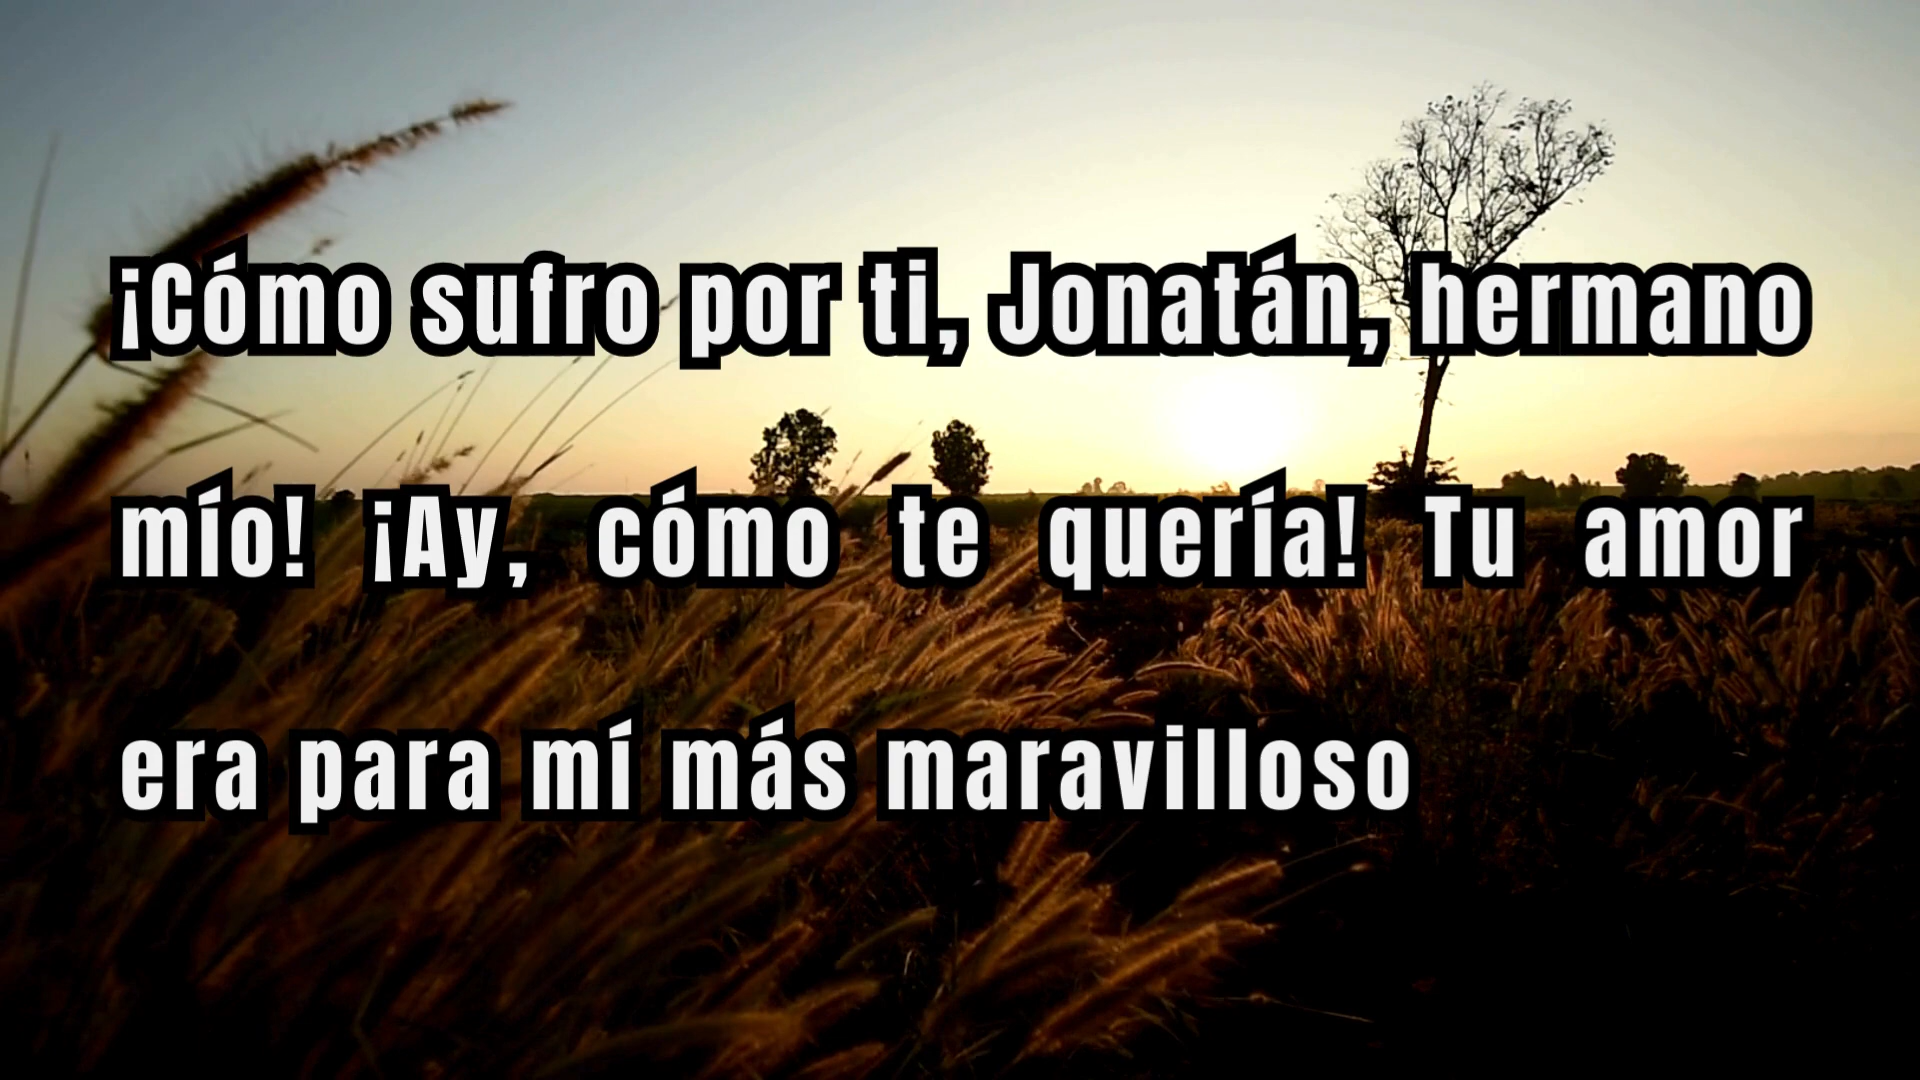 ¡Cómo sufro por ti, Jonatán, hermano
mío! ¡Ay, cómo te quería! Tu amor
era para mí más maravilloso